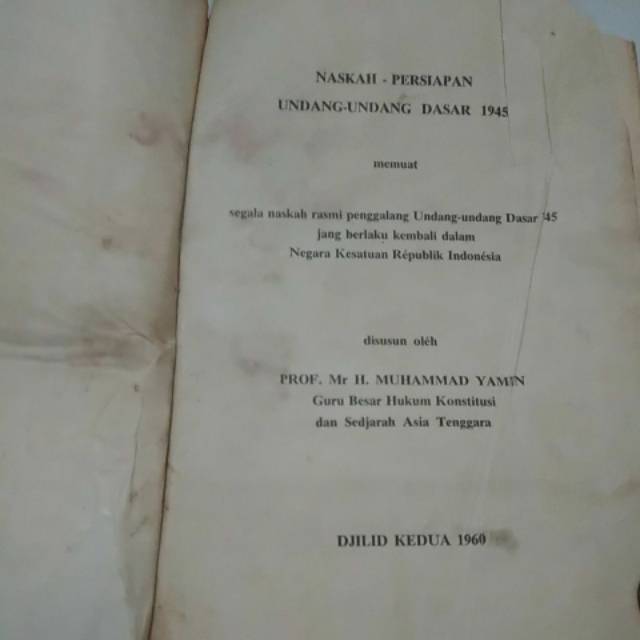 NASKAH - PERSIAPAN
UNDANG-UNDANG DASAR 1945
memuat
segala naskah rasmi penggalang Undang-undang Dasar '45
jang berlaku kembali dalam
Negara Kesatuan Républik Indonésia
disusun oléh
PROF. Mr H. MUHAMMAD YAMIN
Guru Besar Hukum Konstitusi
dan Sedjarah Asia Tenggara
DJILID KEDUA 1960